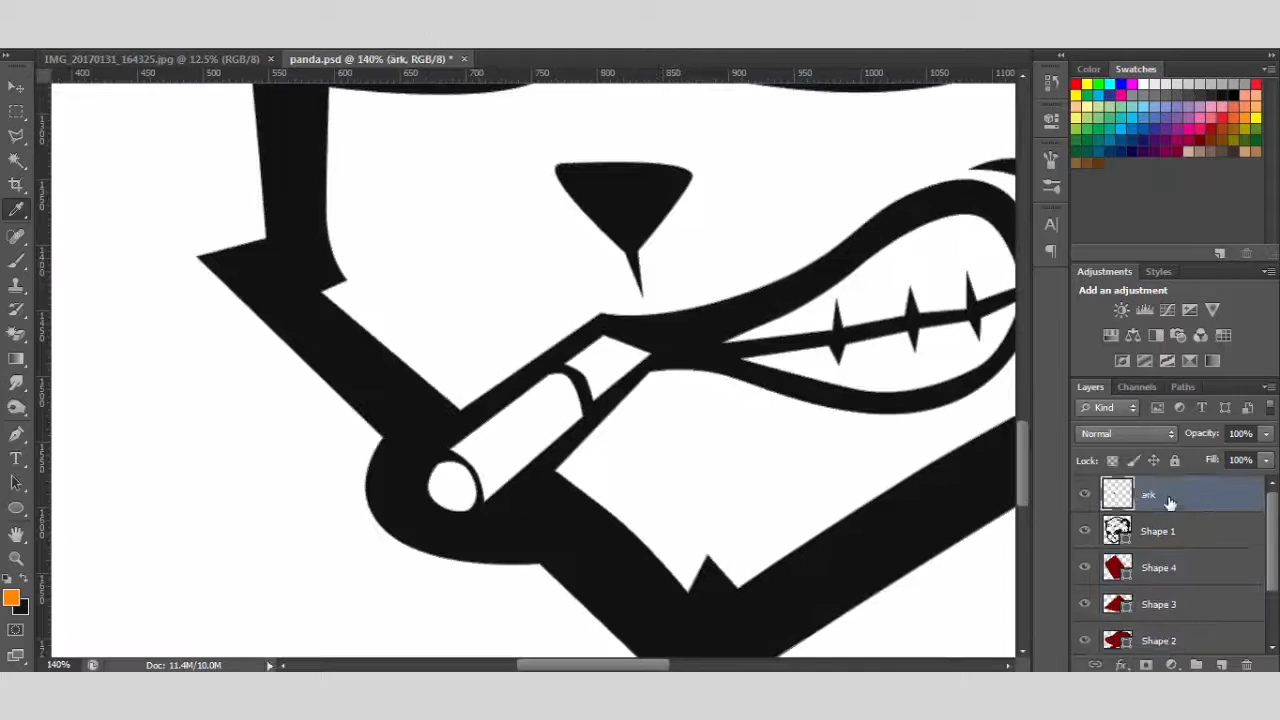 IMG_20170131_164325.jpg @ 12.5% (RGB/8) ×
panda.psd @ 140% (ark, RGB/8) * ×
Color Swatches
400 450 500 550 600 650 700 750 800 850 900 950 1000 1050 1100
Adjustments Styles
Add an adjustment
Layers Channels Paths
Kind
Normal Opacity: 100%
Lock: Fill: 100%
ark
Shape 1
Shape 4
Shape 3
Shape 2
140% Doc: 11.4M/10.0M